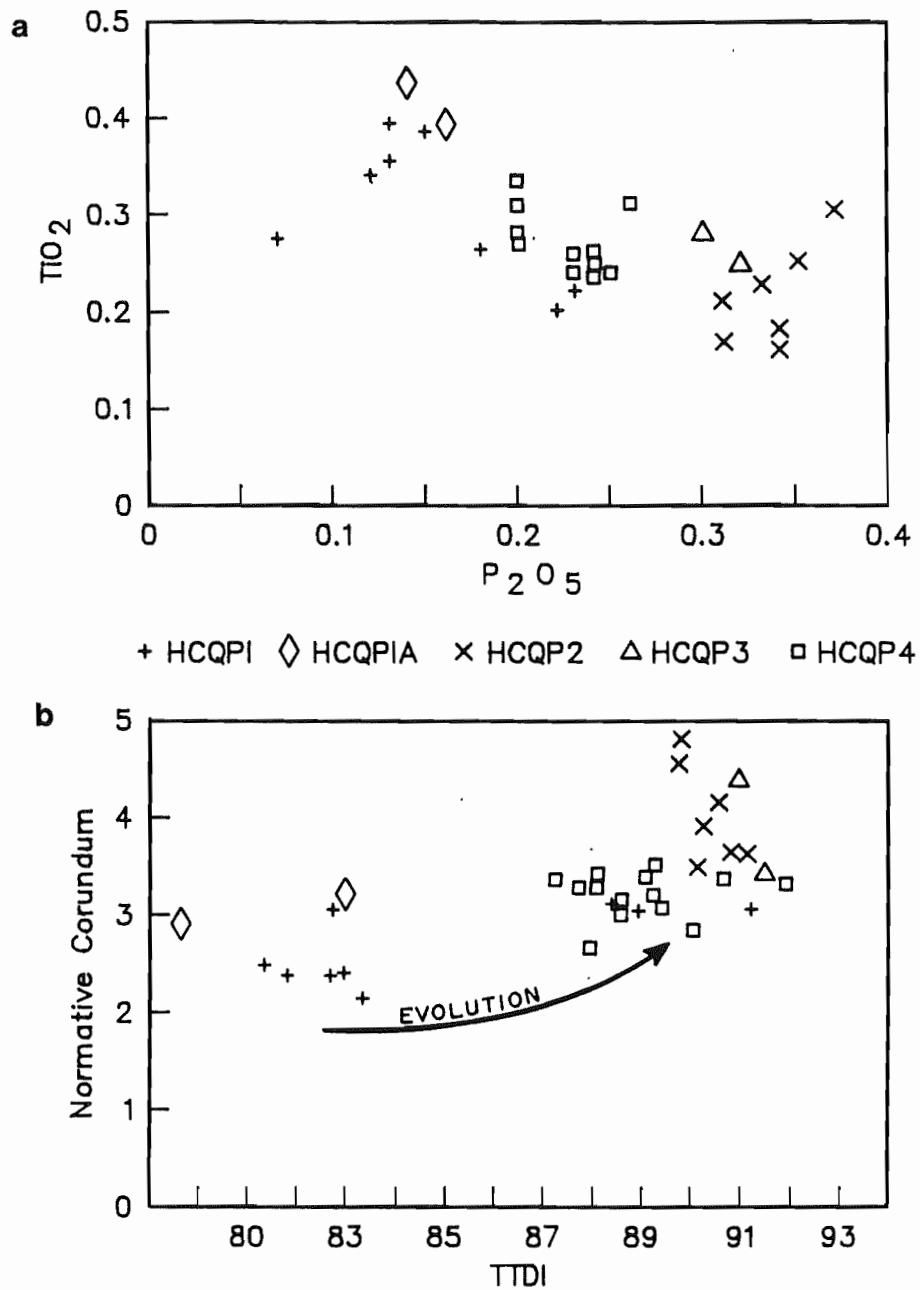 a
0.5
0.4
0.3
0.2
0.1
0
TIO2
0 0.1 0.2 0.3 0.4
P2O5
+ HCQP1 ◇ HCQP1A × HCQP2 △ HCQP3 □ HCQP4
b
5
4
3
2
1
0
Normative Corundum
EVOLUTION
80 83 85 87 89 91 93
TTDI